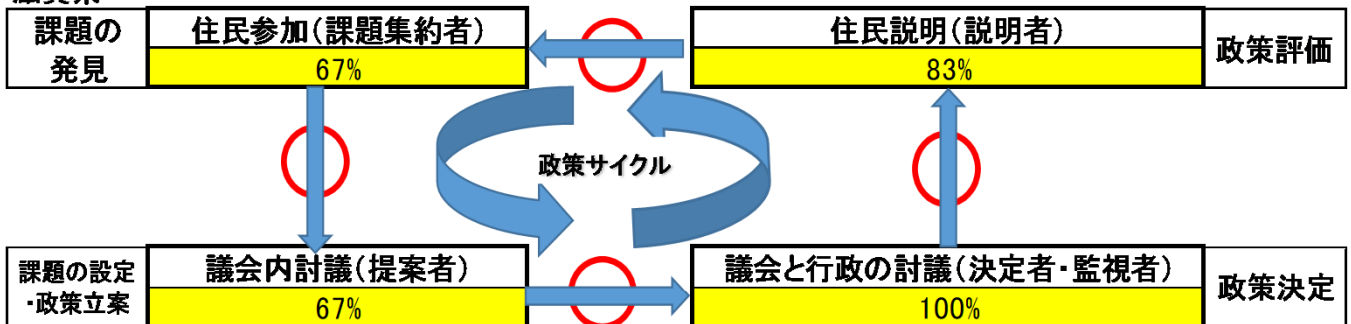 課題の
発見
住民参加(課題集約者)
67%
住民説明(説明者)
83%
政策評価
政策サイクル
課題の設定
・政策立案
議会内討議(提案者)
67%
議会と行政の討議(決定者・監視者)
100%
政策決定